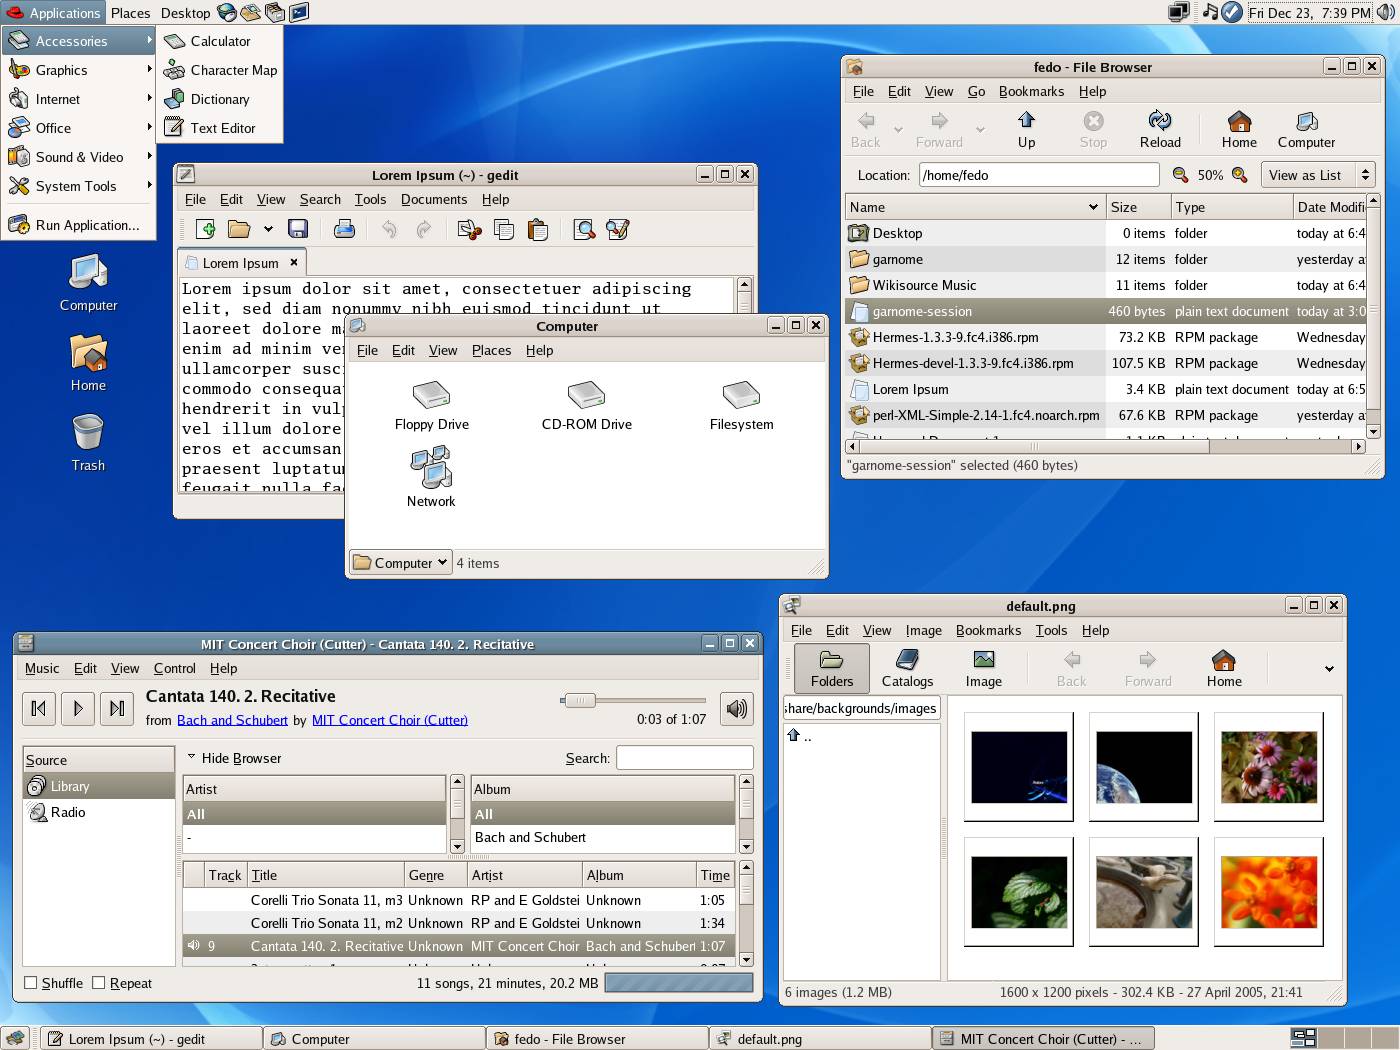 Applications Places Desktop
Fri Dec 23, 7:39 PM
Accessories
Graphics
Internet
Office
Sound & Video
System Tools
Run Application...
Calculator
Character Map
Dictionary
Text Editor
Computer
Home
Trash
Lorem Ipsum (~) - gedit
File Edit View Search Tools Documents Help
Lorem Ipsum
Lorem ipsum dolor sit amet, consectetuer adipiscing
elit, sed diam nonummy nibh euismod tincidunt ut
laoreet dolore
enim ad minim
ullamcorper
commodo
hendrerit in
vel illum dolore
eros et accumsan
praesent luptatum
feugait nulla
Computer
File Edit View Places Help
Floppy Drive
CD-ROM Drive
Filesystem
Network
Computer 4 items
fedo - File Browser
File Edit View Go Bookmarks Help
Back Forward Up Stop Reload Home Computer
Location: /home/fedo 50% View as List
Name Size Type Date Modifi
Desktop 0 items folder today at 6:4
garnome 12 items folder yesterday a
Wikisource Music 11 items folder today at 6:4
garnome-session 460 bytes plain text document today at 3:0
Hermes-1.3.3-9.fc4.i386.rpm 73.2 KB RPM package Wednesday
Hermes-devel-1.3.3-9.fc4.i386.rpm 107.5 KB RPM package Wednesday
Lorem Ipsum 3.4 KB plain text document today at 6:5
perl-XML-Simple-2.14-1.fc4.noarch.rpm 67.6 KB RPM package yesterday a
"garnome-session" selected (460 bytes)
MIT Concert Choir (Cutter) - Cantata 140. 2. Recitative
Music Edit View Control Help
Cantata 140. 2. Recitative
from Bach and Schubert by MIT Concert Choir (Cutter)
0:03 of 1:07
Source
Library
Radio
Hide Browser
Search:
Artist
All
-
Album
All
Bach and Schubert
Track Title Genre Artist Album Time
Corelli Trio Sonata 11, m3 Unknown RP and E Goldstei Unknown 1:05
Corelli Trio Sonata 11, m2 Unknown RP and E Goldstei Unknown 1:34
9 Cantata 140. 2. Recitative Unknown MIT Concert Choir Bach and Schubert 1:07
Shuffle Repeat
11 songs, 21 minutes, 20.2 MB
default.png
File Edit View Image Bookmarks Tools Help
Folders Catalogs Image Back Forward Home
share/backgrounds/images
..
6 images (1.2 MB)
1600 x 1200 pixels - 302.4 KB - 27 April 2005, 21:41
Lorem Ipsum (~) - gedit
Computer
fedo - File Browser
default.png
MIT Concert Choir (Cutter) - ...